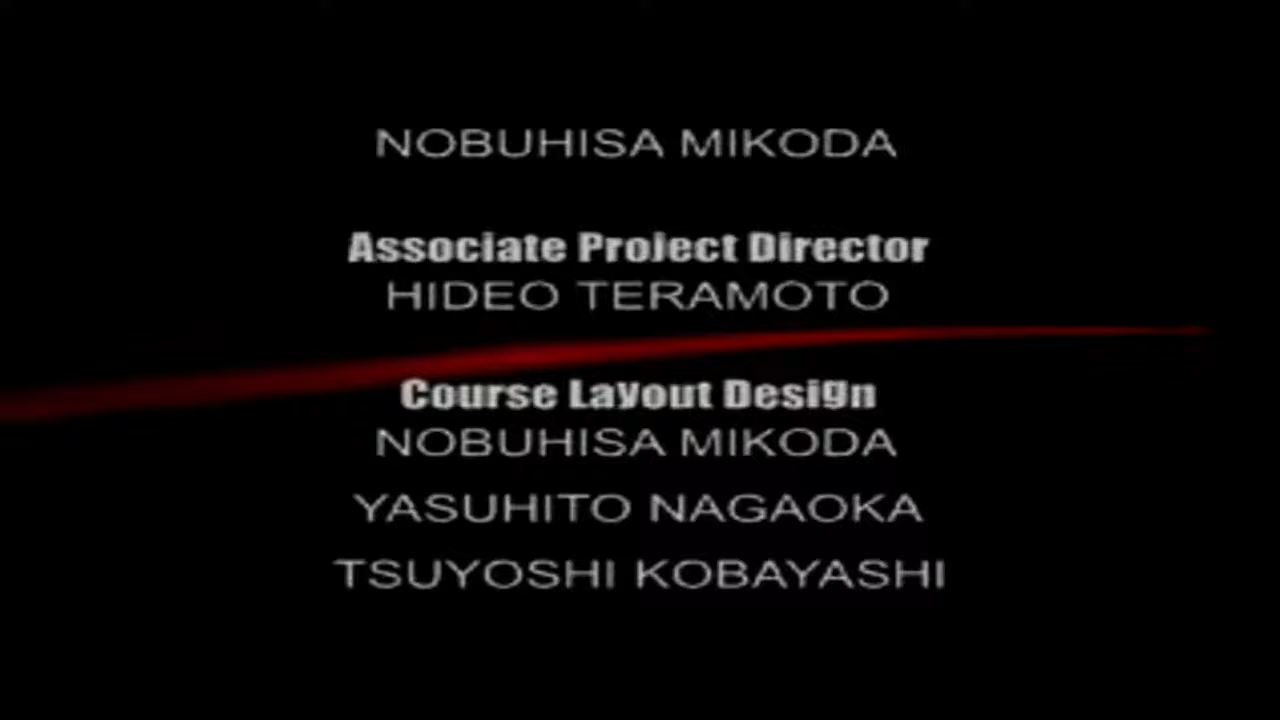 NOBUHISA MIKODA
Associate Project Director
HIDEO TERAMOTO
Course Layout Design
NOBUHISA MIKODA
YASUHITO NAGAOKA
TSUYOSHI KOBAYASHI